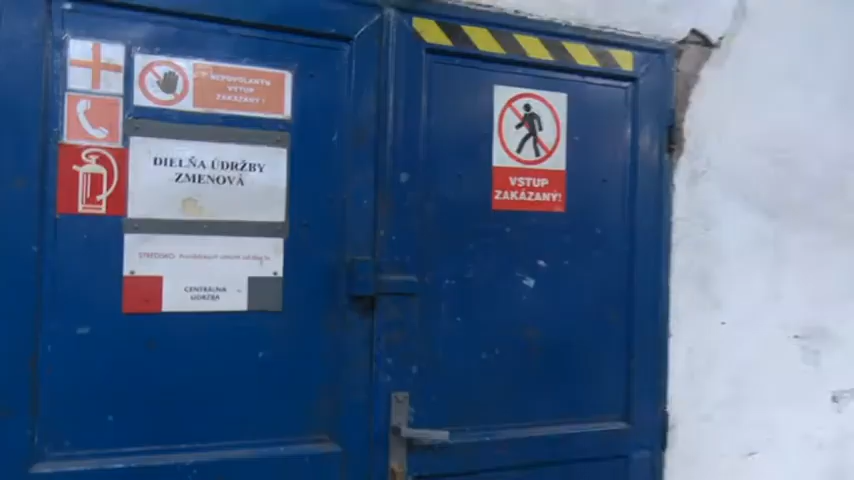 NEPOVOLANÝM
VSTUP
ZAKÁZANÝ!
DIELŇA ÚDRŽBY
ZMENOVÁ
STREDISKO
CENTRÁLNA
ÚDRŽBA
VSTUP
ZAKÁZANÝ!